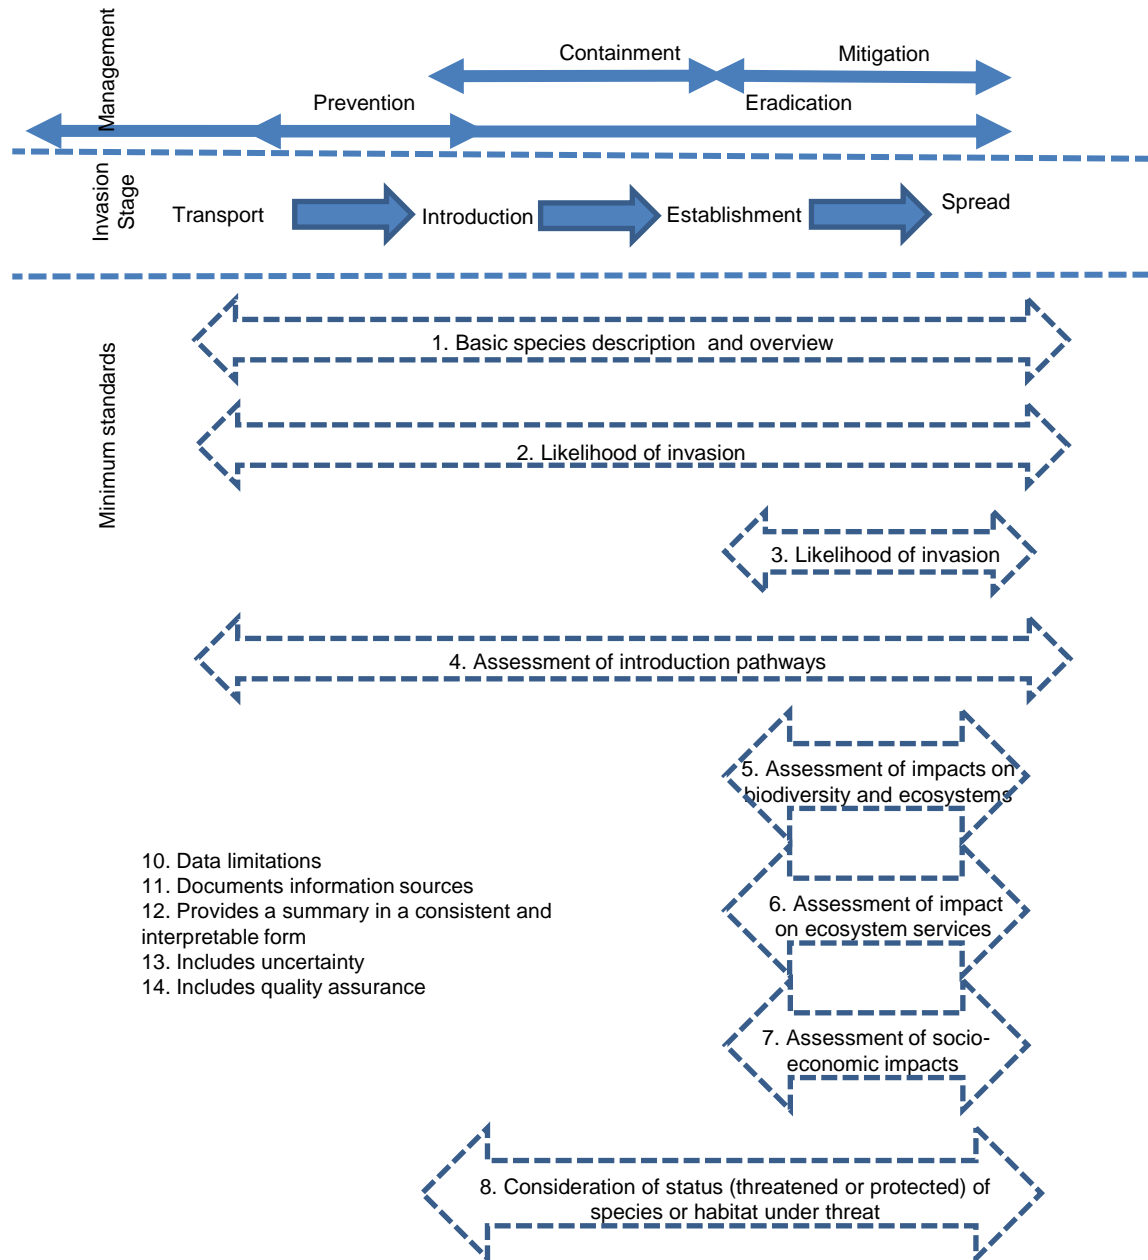 Management
Containment
Mitigation
Prevention
Eradication
Invasion
Stage
Transport
Introduction
Establishment
Spread
Minimum standards
1. Basic species description and overview
2. Likelihood of invasion
3. Likelihood of invasion
4. Assessment of introduction pathways
5. Assessment of impacts on
biodiversity and ecosystems
10. Data limitations
11. Documents information sources
12. Provides a summary in a consistent and
interpretable form
13. Includes uncertainty
14. Includes quality assurance
6. Assessment of impact
on ecosystem services
7. Assessment of socio-
economic impacts
8. Consideration of status (threatened or protected) of
species or habitat under threat